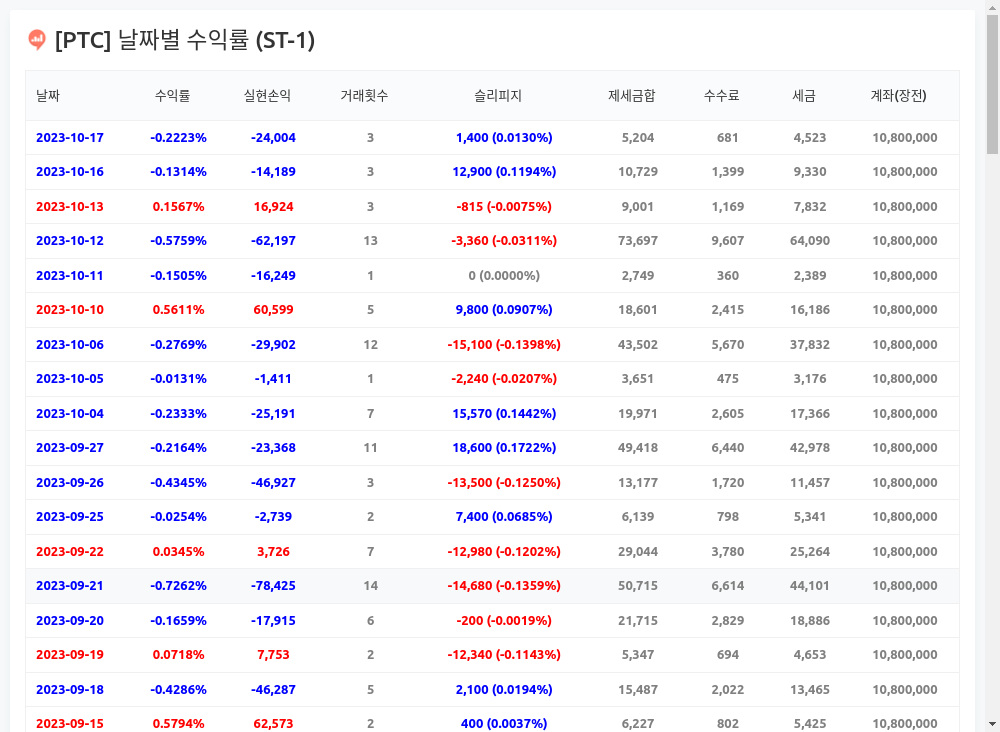 [PTC] 날짜별 수익률 (ST-1)
날짜 수익률 실현손익 거래횟수 슬리피지 제세금합 수수료 세금 계좌(장전)
2023-10-17 -0.2223% -24,004 3 1,400 (0.0130%) 5,204 681 4,523 10,800,000
2023-10-16 -0.1314% -14,189 3 12,900 (0.1194%) 10,729 1,399 9,330 10,800,000
2023-10-13 0.1567% 16,924 3 -815 (-0.0075%) 9,001 1,169 7,832 10,800,000
2023-10-12 -0.5759% -62,197 13 -3,360 (-0.0311%) 73,697 9,607 64,090 10,800,000
2023-10-11 -0.1505% -16,249 1 0 (0.0000%) 2,749 360 2,389 10,800,000
2023-10-10 0.5611% 60,599 5 9,800 (0.0907%) 18,601 2,415 16,186 10,800,000
2023-10-06 -0.2769% -29,902 12 -15,100 (-0.1398%) 43,502 5,670 37,832 10,800,000
2023-10-05 -0.0131% -1,411 1 -2,240 (-0.0207%) 3,651 475 3,176 10,800,000
2023-10-04 -0.2333% -25,191 7 15,570 (0.1442%) 19,971 2,605 17,366 10,800,000
2023-09-27 -0.2164% -23,368 11 18,600 (0.1722%) 49,418 6,440 42,978 10,800,000
2023-09-26 -0.4345% -46,927 3 -13,500 (-0.1250%) 13,177 1,720 11,457 10,800,000
2023-09-25 -0.0254% -2,739 2 7,400 (0.0685%) 6,139 798 5,341 10,800,000
2023-09-22 0.0345% 3,726 7 -12,980 (-0.1202%) 29,044 3,780 25,264 10,800,000
2023-09-21 -0.7262% -78,425 14 -14,680 (-0.1359%) 50,715 6,614 44,101 10,800,000
2023-09-20 -0.1659% -17,915 6 -200 (-0.0019%) 21,715 2,829 18,886 10,800,000
2023-09-19 0.0718% 7,753 2 -12,340 (-0.1143%) 5,347 694 4,653 10,800,000
2023-09-18 -0.4286% -46,287 5 2,100 (0.0194%) 15,487 2,022 13,465 10,800,000
2023-09-15 0.5794% 62,573 2 400 (0.0037%) 6,227 802 5,425 10,800,000